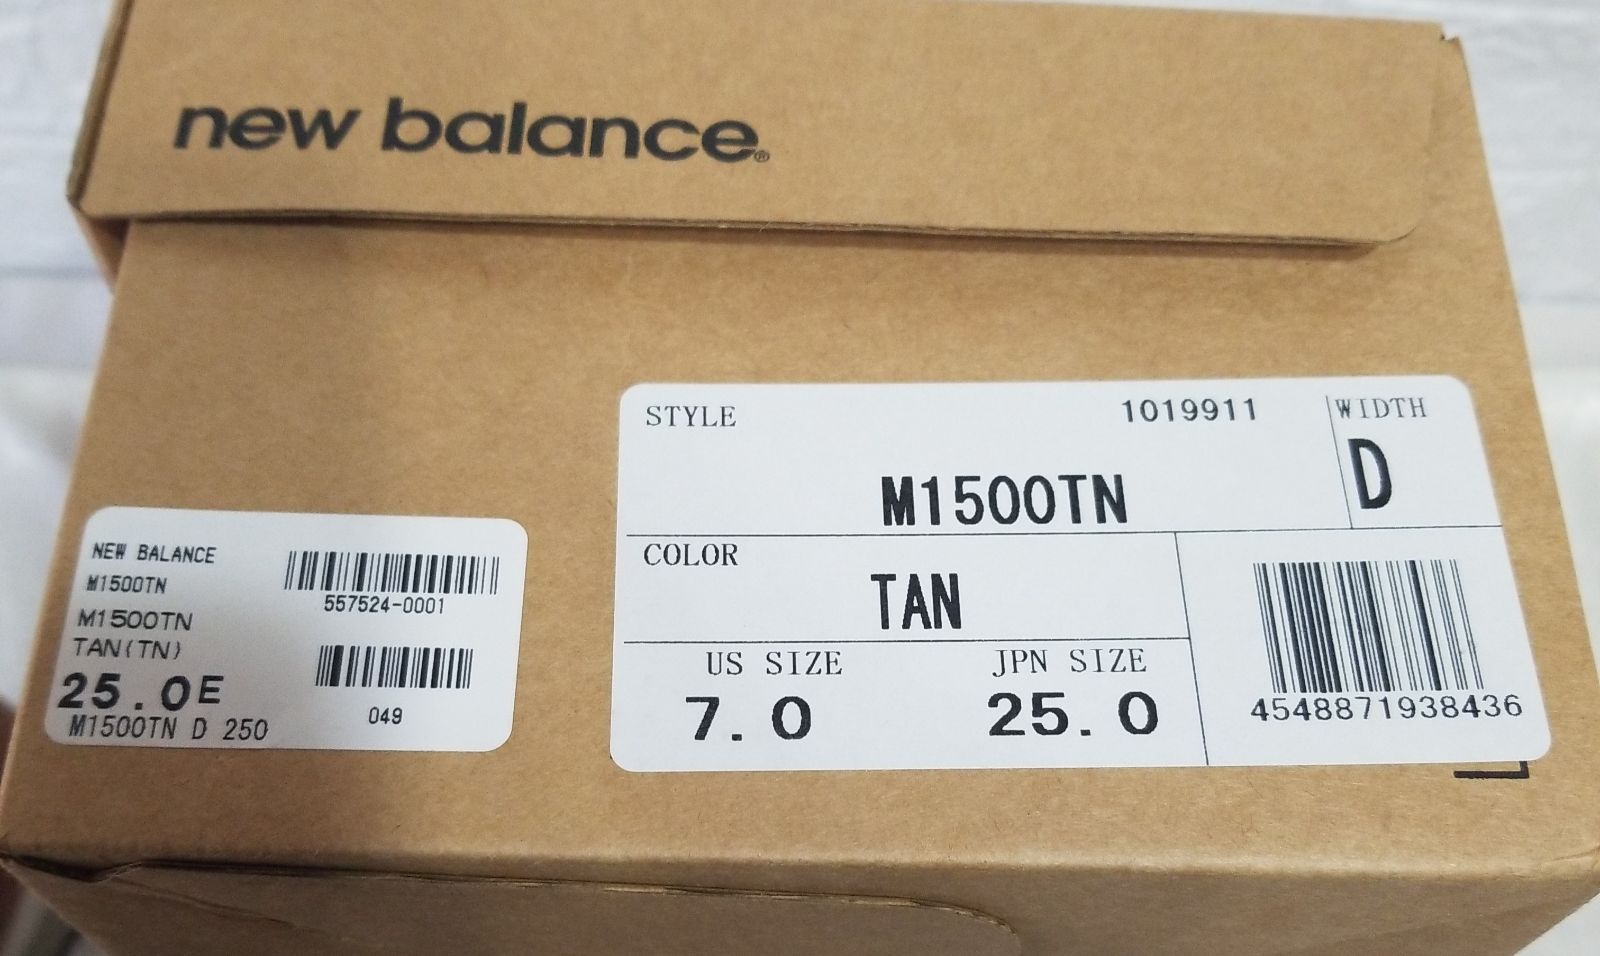 new balance®
NEW BALANCE
M1500TN
M1500TN
TAN(TN)
25.0E
M1500TN D 250
557524-0001
049
STYLE
1019911
WIDTH
M1500TN
D
COLOR
TAN
US SIZE
JPN SIZE
7.0
25.0
4548871938436